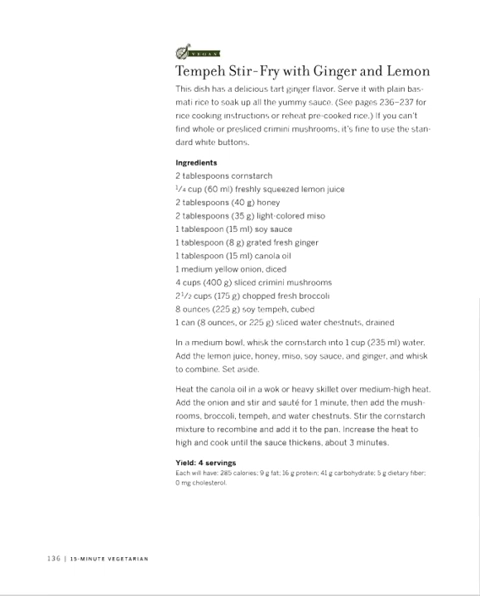 VEGAN
Tempeh Stir-Fry with Ginger and Lemon
This dish has a delicious tart ginger flavor. Serve it with plain bas-
mati rice to soak up all the yummy sauce. (See pages 236–237 for
rice cooking instructions or reheat pre-cooked rice.) If you can't
find whole or presliced crimini mushrooms, it's fine to use the stan-
dard white buttons.
Ingredients
2 tablespoons cornstarch
1/4 cup (60 ml) freshly squeezed lemon juice
2 tablespoons (40 g) honey
2 tablespoons (35 g) light-colored miso
1 tablespoon (15 ml) soy sauce
1 tablespoon (8 g) grated fresh ginger
1 tablespoon (15 ml) canola oil
1 medium yellow onion, diced
4 cups (400 g) sliced crimini mushrooms
2 1/2 cups (175 g) chopped fresh broccoli
8 ounces (225 g) soy tempeh, cubed
1 can (8 ounces, or 225 g) sliced water chestnuts, drained
In a medium bowl, whisk the cornstarch into 1 cup (235 ml) water.
Add the lemon juice, honey, miso, soy sauce, and ginger, and whisk
to combine. Set aside.
Heat the canola oil in a wok or heavy skillet over medium-high heat.
Add the onion and stir and sauté for 1 minute, then add the mush-
rooms, broccoli, tempeh, and water chestnuts. Stir the cornstarch
mixture to recombine and add it to the pan. Increase the heat to
high and cook until the sauce thickens, about 3 minutes.
Yield: 4 servings
Each will have: 285 calories; 9 g fat; 16 g protein; 41 g carbohydrate; 5 g dietary fiber;
0 mg cholesterol.
136 | 15-MINUTE VEGETARIAN